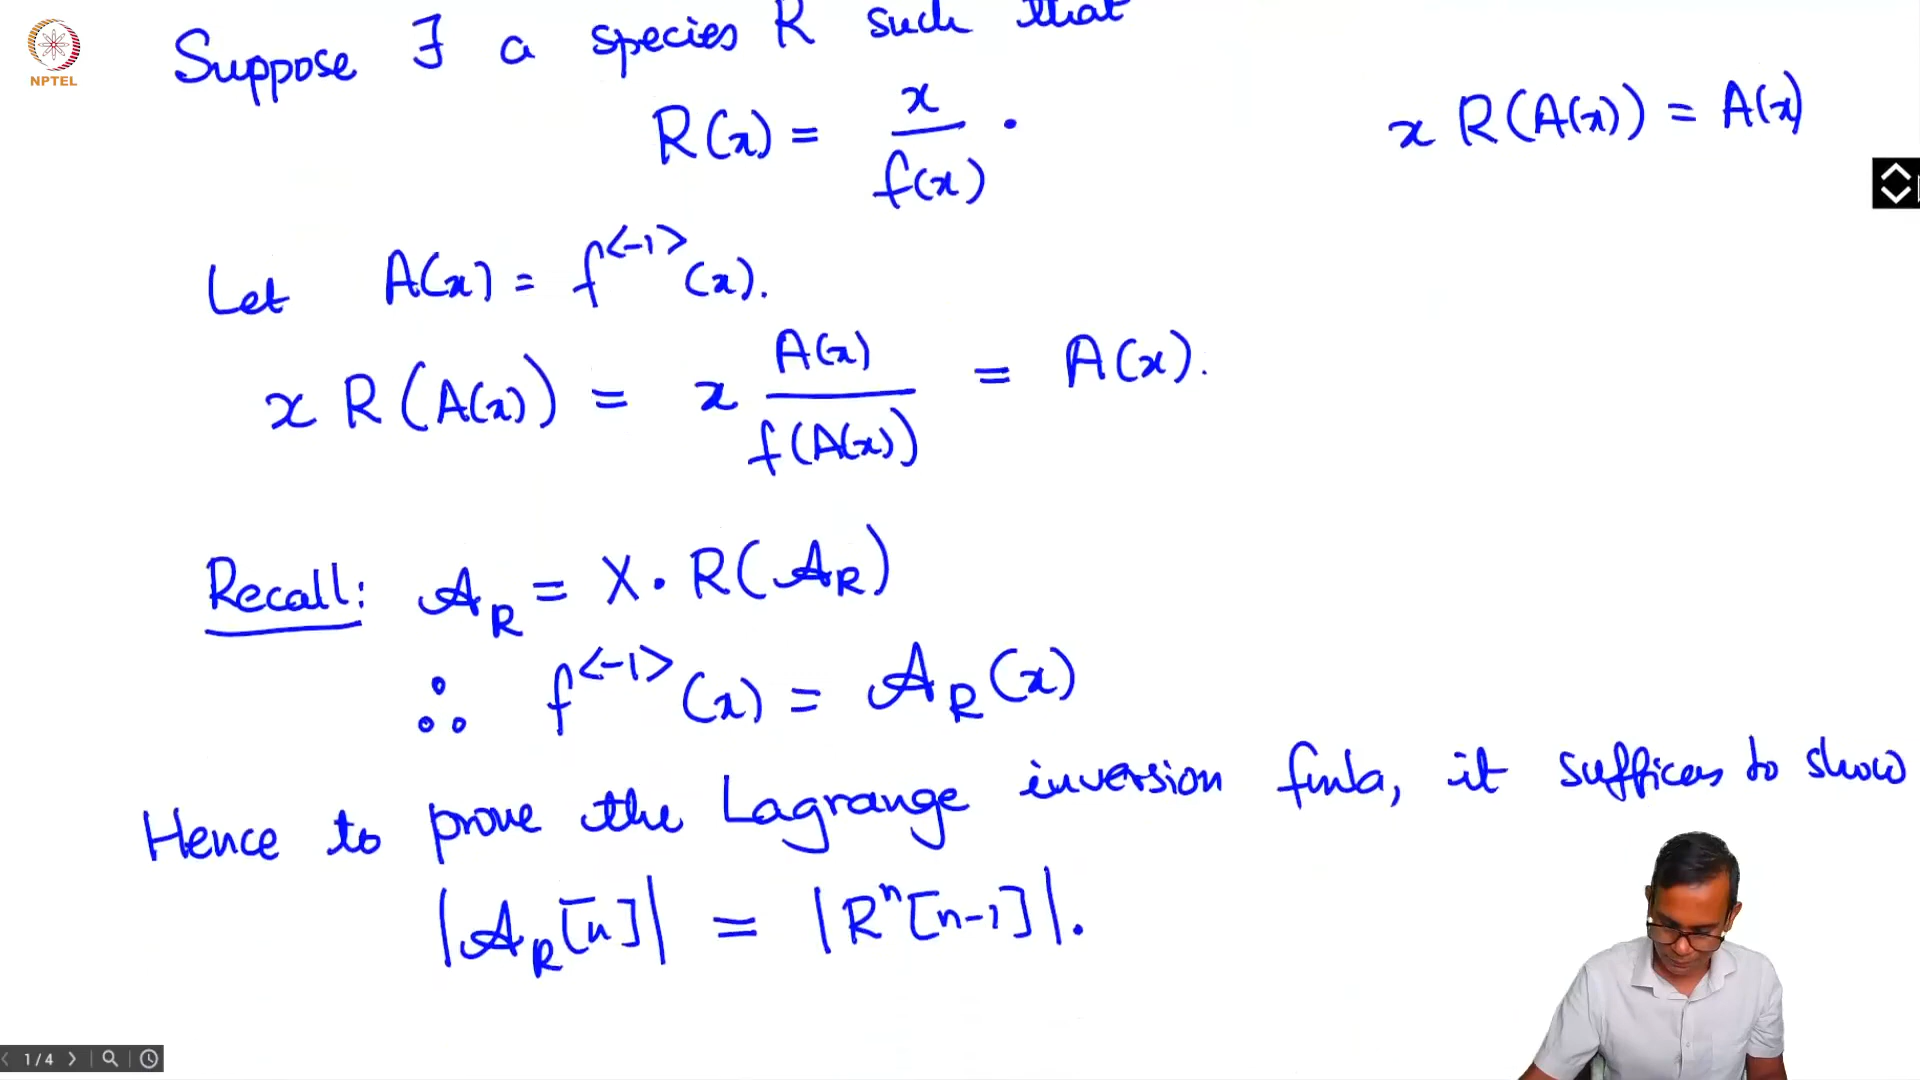 NPTEL
Suppose ∃ a species R such that
R(x) = x / f(x) .
x R(A(x)) = A(x)
Let A(x) = f^<-1>(x).
x R(A(x)) = x A(x) / f(A(x)) = A(x).
Recall: 𝒜_R = X · R(𝒜_R)
∴ f^<-1>(x) = 𝒜_R(x)
Hence to prove the Lagrange inversion fmla, it suffices to show
|𝒜_R[n]| = |R^n[n-1]|.
1/4